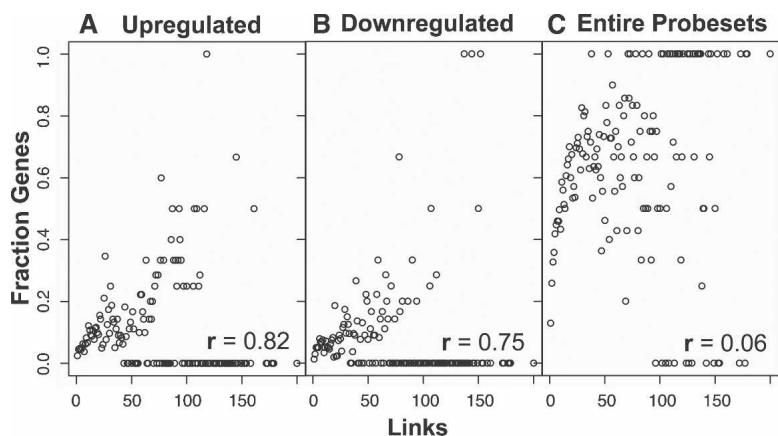 A Upregulated
B Downregulated
C Entire Probesets
Fraction Genes
1.0
0.8
0.6
0.4
0.2
0.0
r = 0.82
r = 0.75
r = 0.06
0 50 100 150
0 50 100 150
0 50 100 150
Links